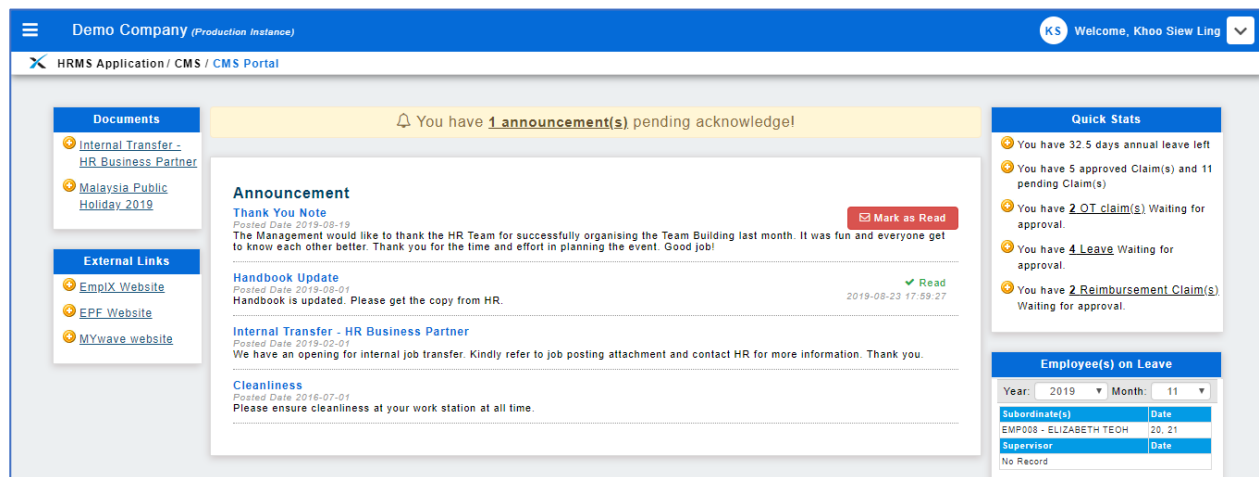 Demo Company (Production Instance)
KS Welcome, Khoo Siew Ling
HRMS Application / CMS / CMS Portal
Documents
Internal Transfer -
HR Business Partner
Malaysia Public
Holiday 2019
External Links
EmplX Website
EPF Website
MYwave website
You have 1 announcement(s) pending acknowledge!
Announcement
Thank You Note
Posted Date 2019-08-19
Mark as Read
The Management would like to thank the HR Team for successfully organising the Team Building last month. It was fun and everyone get
to know each other better. Thank you for the time and effort in planning the event. Good job!
Handbook Update
Posted Date 2019-08-01
Handbook is updated. Please get the copy from HR.
Read
2019-08-23 17:59:27
Internal Transfer - HR Business Partner
Posted Date 2019-02-01
We have an opening for internal job transfer. Kindly refer to job posting attachment and contact HR for more information. Thank you.
Cleanliness
Posted Date 2016-07-01
Please ensure cleanliness at your work station at all time.
Quick Stats
You have 32.5 days annual leave left
You have 5 approved Claim(s) and 11
pending Claim(s)
You have 2 OT claim(s) Waiting for
approval.
You have 4 Leave Waiting for
approval.
You have 2 Reimbursement Claim(s)
Waiting for approval.
Employee(s) on Leave
Year: 2019 Month: 11
Subordinate(s) Date
EMP008 - ELIZABETH TEOH 20, 21
Supervisor Date
No Record